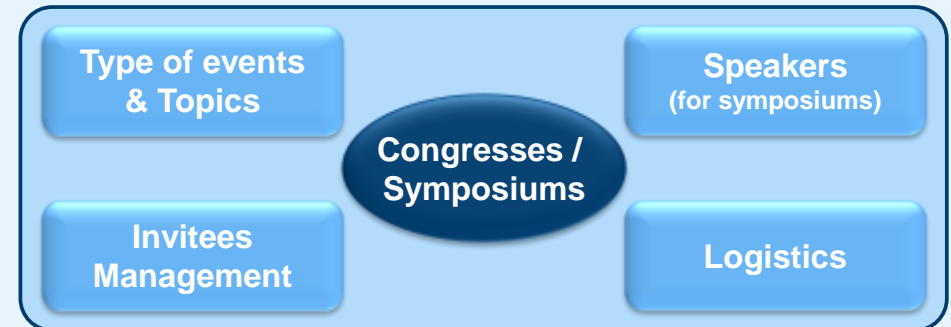 Type of events
& Topics
Speakers
(for symposiums)
Congresses /
Symposiums
Invitees
Management
Logistics